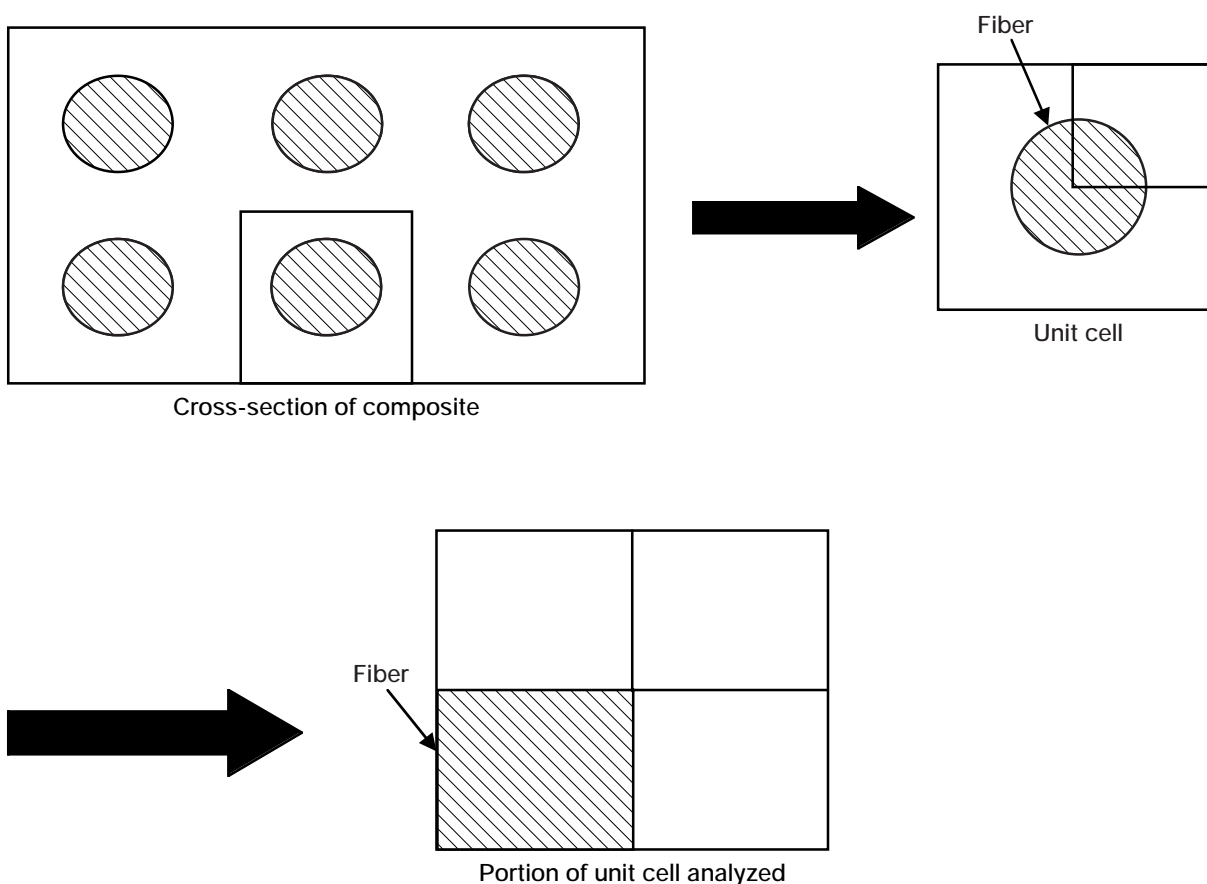 Fiber
Unit cell
Cross-section of composite
Fiber
Portion of unit cell analyzed